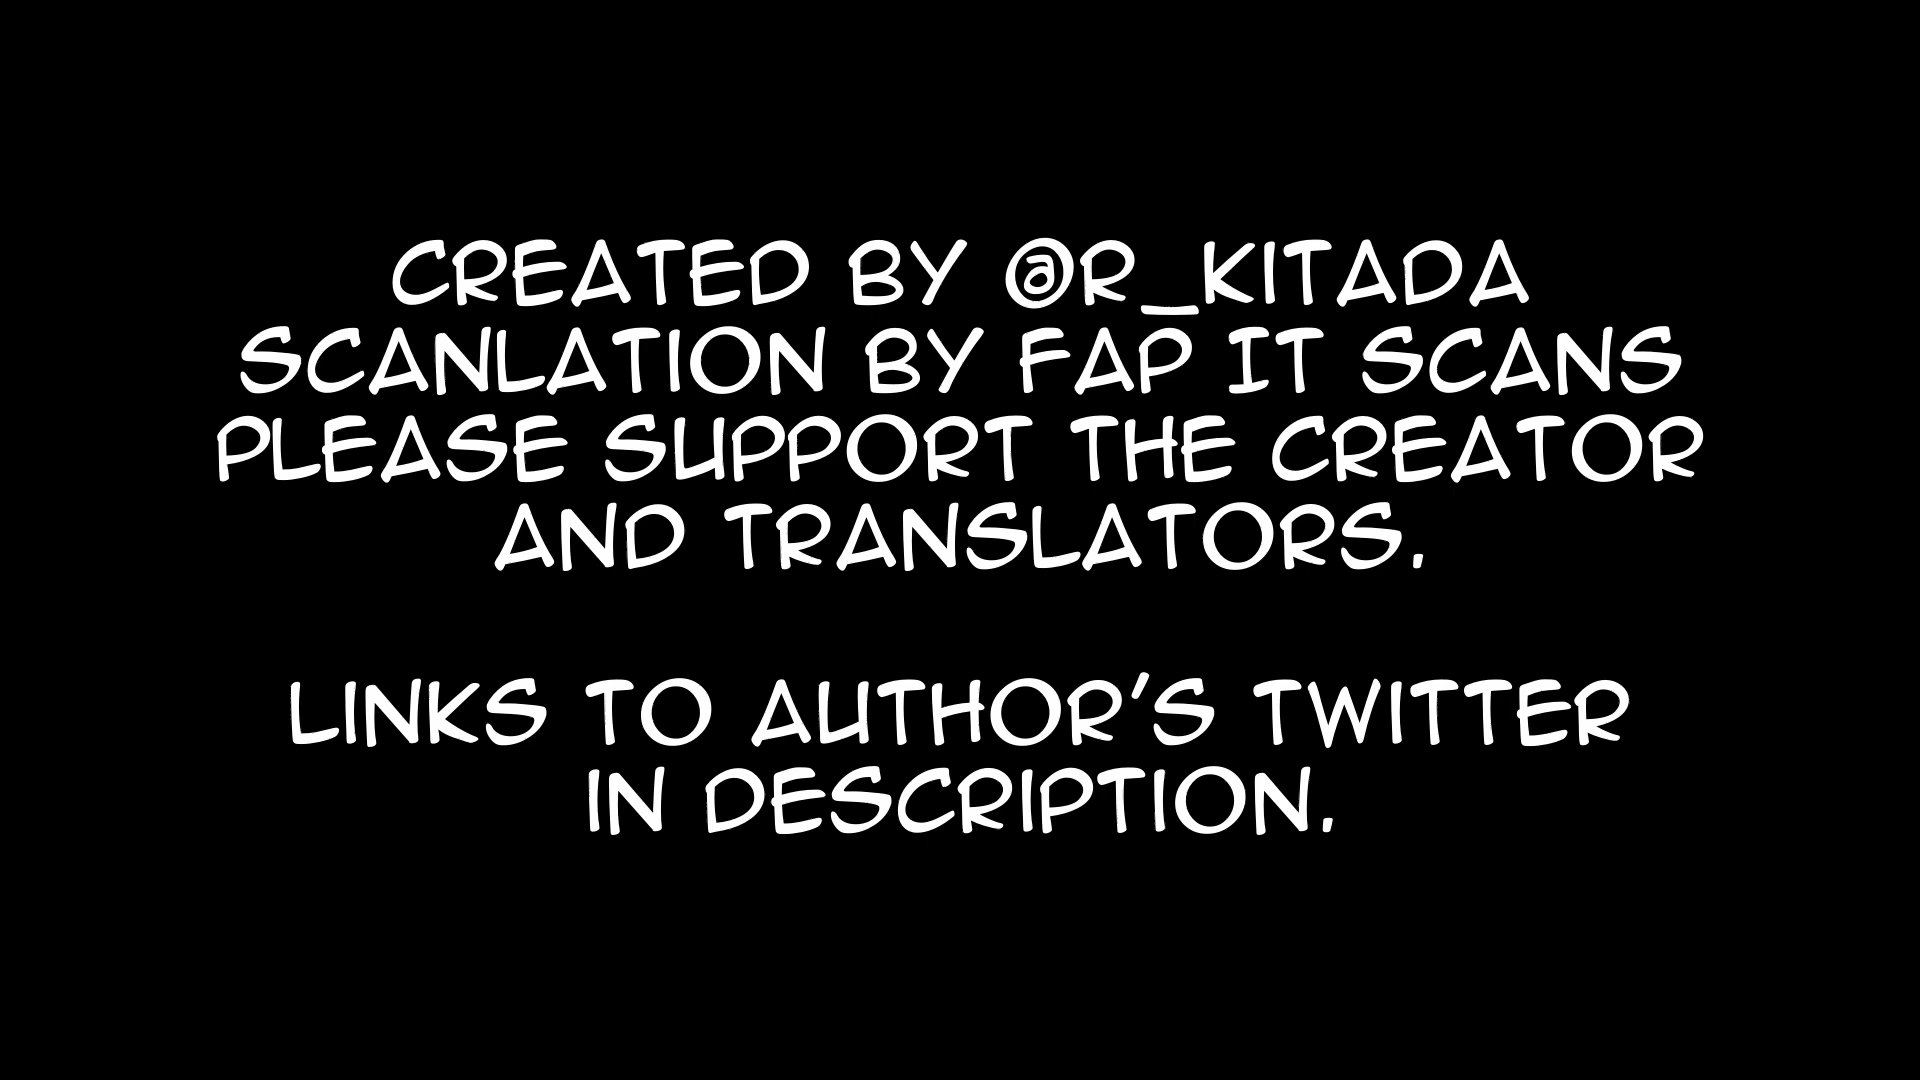 CREATED BY @R_KITADA
SCANLATION BY FAP IT SCANS
PLEASE SUPPORT THE CREATOR
AND TRANSLATORS.
LINKS TO AUTHOR'S TWITTER
IN DESCRIPTION.